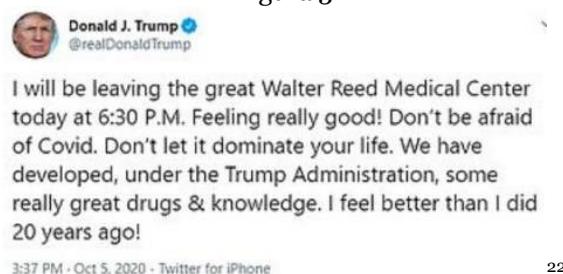 Donald J. Trump
@realDonaldTrump
I will be leaving the great Walter Reed Medical Center
today at 6:30 P.M. Feeling really good! Don't be afraid
of Covid. Don't let it dominate your life. We have
developed, under the Trump Administration, some
really great drugs & knowledge. I feel better than I did
20 years ago!
3:37 PM · Oct 5, 2020 · Twitter for iPhone
22